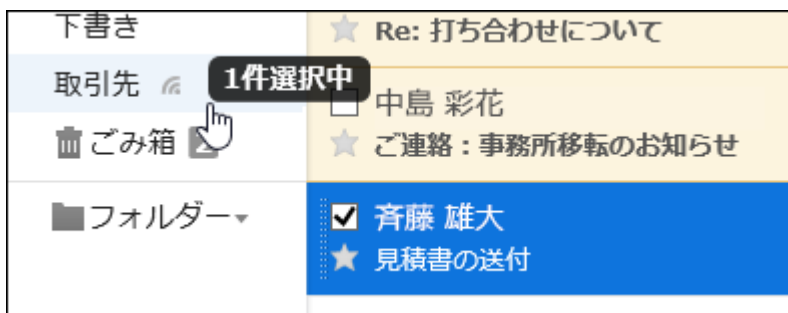 下書き
Re: 打ち合わせについて
取引先
1件選択中
中島 彩花
ごみ箱
ご連絡：事務所移転のお知らせ
フォルダー
斉藤 雄大
見積書の送付